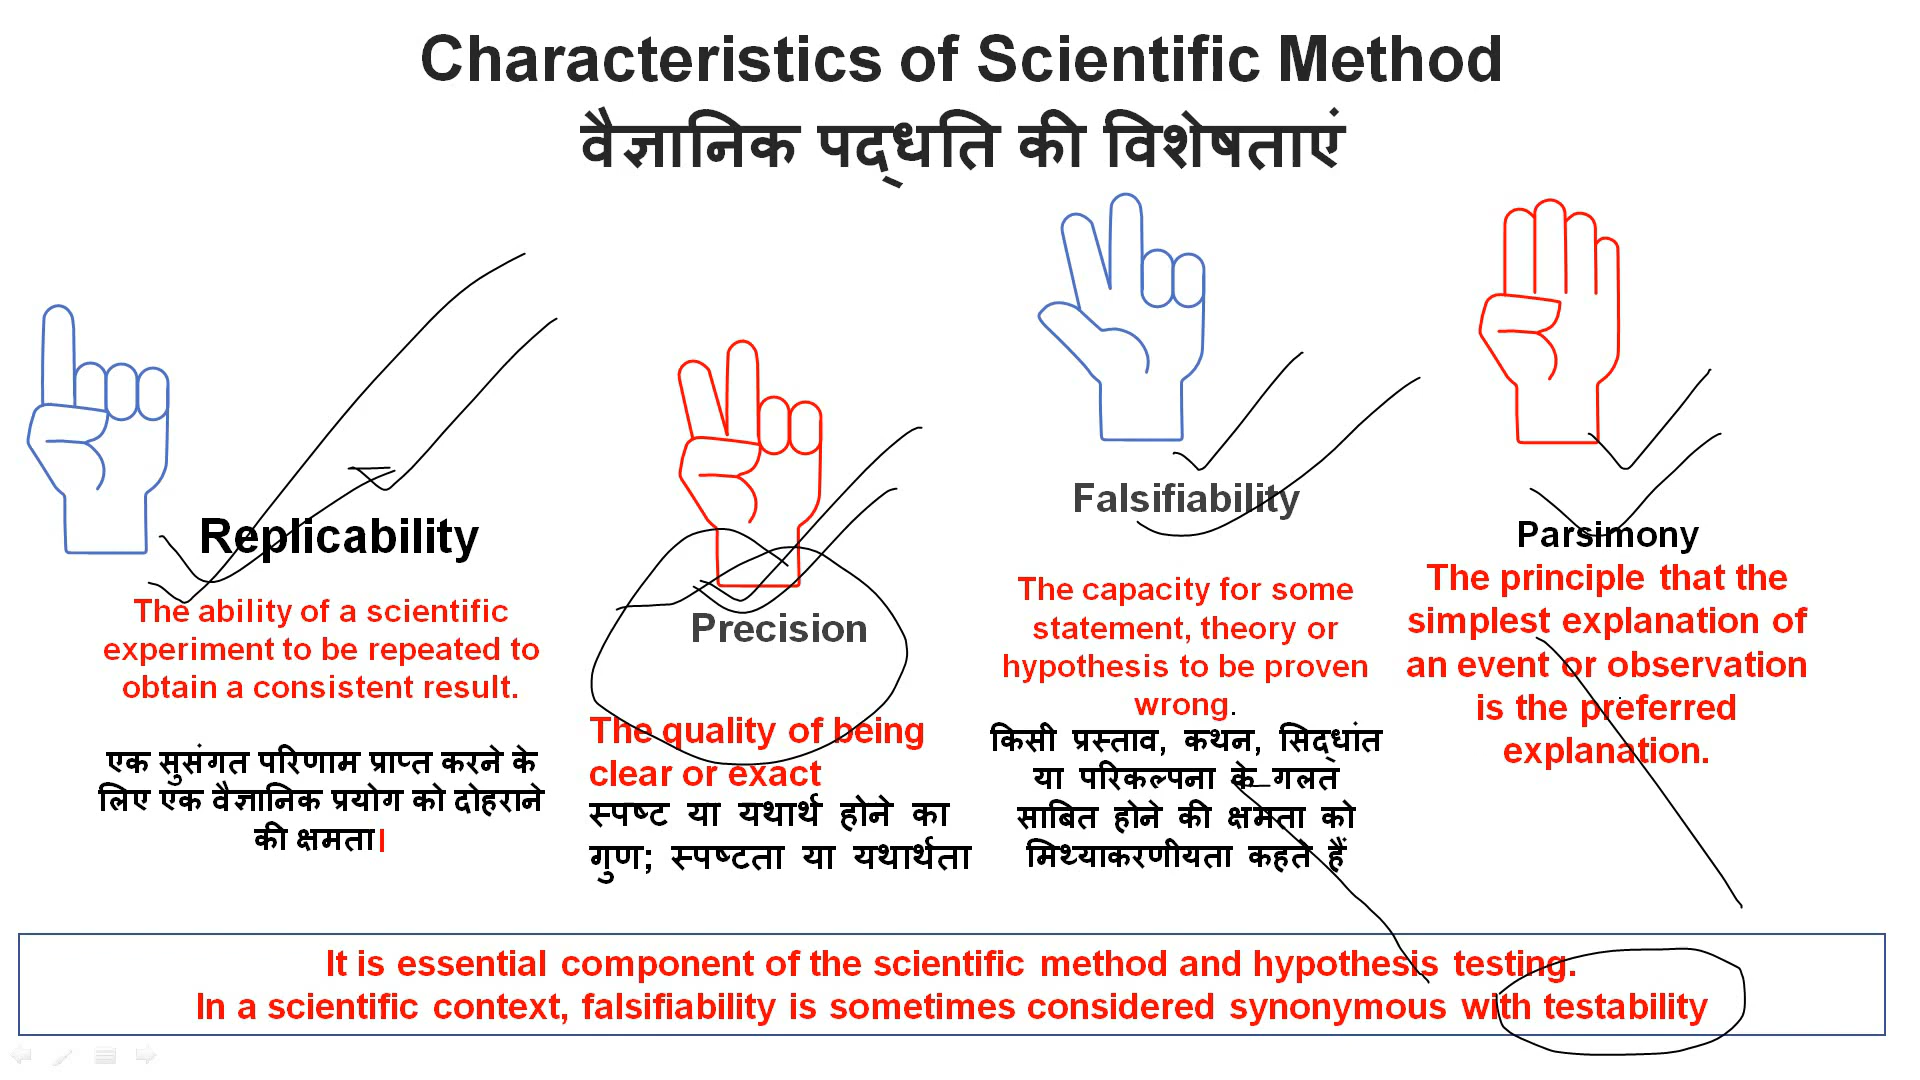 Characteristics of Scientific Method
वैज्ञानिक पद्धति की विशेषताएं
Replicability
The ability of a scientific
experiment to be repeated to
obtain a consistent result.
एक सुसंगत परिणाम प्राप्त करने के
लिए एक वैज्ञानिक प्रयोग को दोहराने
की क्षमता।
Precision
The quality of being
clear or exact
स्पष्ट या यथार्थ होने का
गुण; स्पष्टता या यथार्थता
Falsifiability
The capacity for some
statement, theory or
hypothesis to be proven
wrong.
किसी प्रस्ताव, कथन, सिद्धांत
या परिकल्पना के गलत
साबित होने की क्षमता को
मिथ्याकरणीयता कहते हैं
Parsimony
The principle that the
simplest explanation of
an event or observation
is the preferred
explanation.
It is essential component of the scientific method and hypothesis testing.
In a scientific context, falsifiability is sometimes considered synonymous with testability